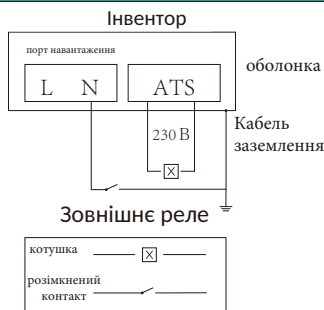 Інвентор
порт навантаження
L N ATS
оболонка
230 В
Кабель
заземлення
X
Зовнішнє реле
котушка X
розімкнений
контакт